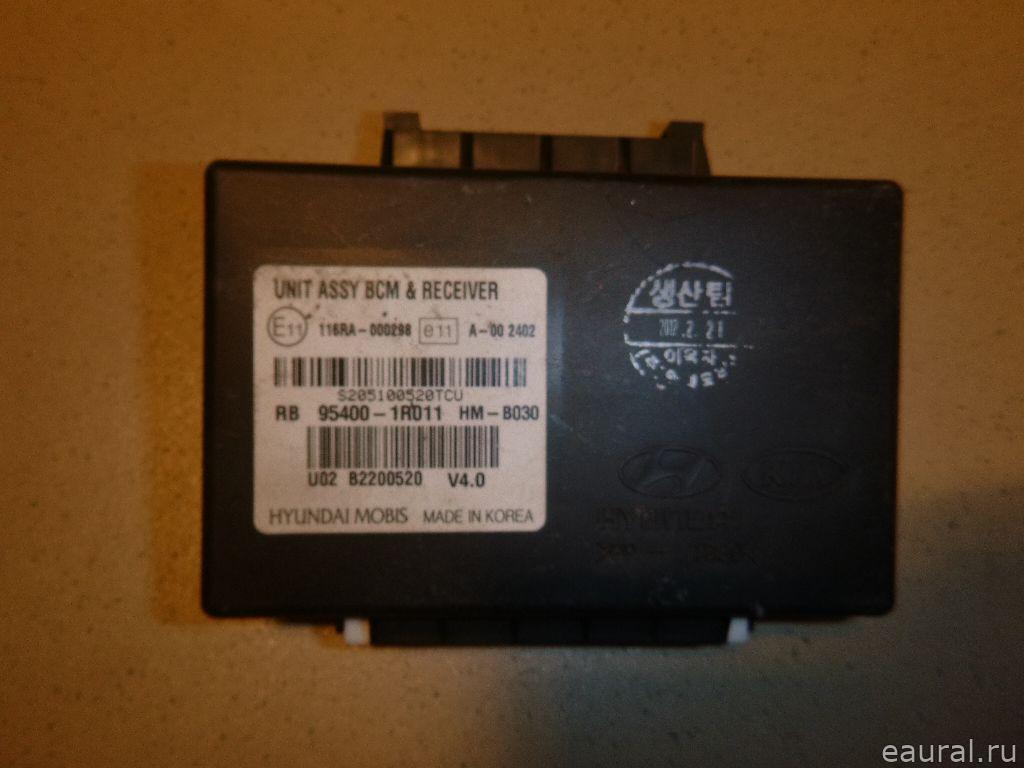 UNIT ASSY BCM & RECEIVER
E11 116RA-000298 e11 A-00 2402
S205100520TCU
RB 95400-1R011 HM-B030
U02 B2200520 V4.0
HYUNDAI MOBIS MADE IN KOREA
생산팀
2012.2.21
KIA
eaural.ru